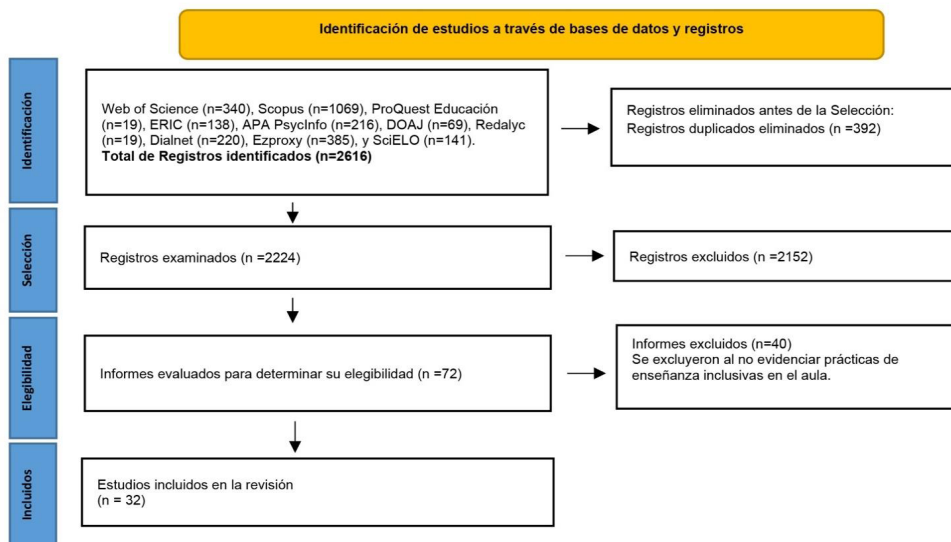 Identificación de estudios a través de bases de datos y registros
Identificación
Web of Science (n=340), Scopus (n=1069), ProQuest Educación
(n=19), ERIC (n=138), APA PsycInfo (n=216), DOAJ (n=69), Redalyc
(n=19), Dialnet (n=220), Ezproxy (n=385), y SciELO (n=141).
Total de Registros identificados (n=2616)
Registros eliminados antes de la Selección:
Registros duplicados eliminados (n =392)
Selección
Registros examinados (n =2224)
Registros excluidos (n =2152)
Elegibilidad
Informes evaluados para determinar su elegibilidad (n =72)
Informes excluidos (n=40)
Se excluyeron al no evidenciar prácticas de
enseñanza inclusivas en el aula.
Incluidos
Estudios incluidos en la revisión
(n = 32)